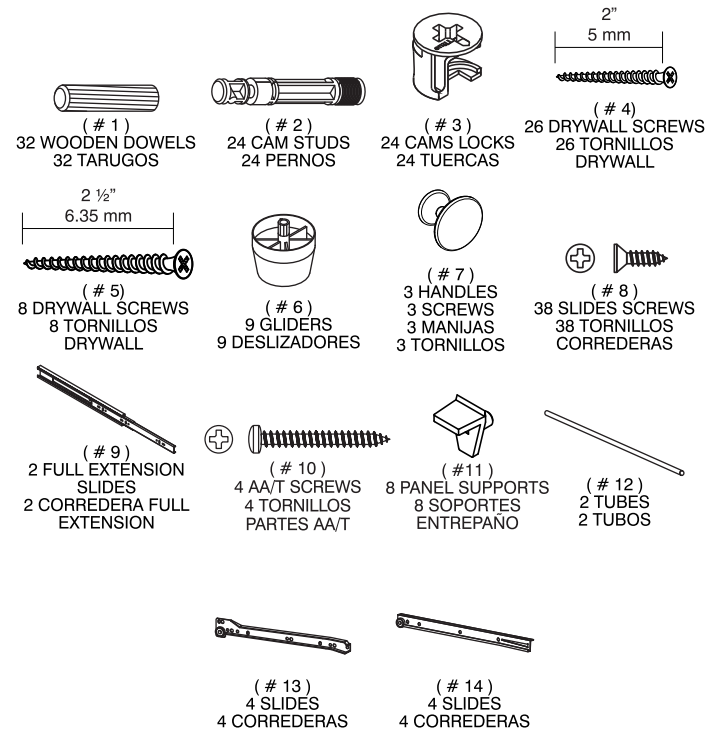 2”
5 mm
( # 1 )
32 WOODEN DOWELS
32 TARUGOS
( # 2 )
24 CAM STUDS
24 PERNOS
( # 3 )
24 CAMS LOCKS
24 TUERCAS
( # 4)
26 DRYWALL SCREWS
26 TORNILLOS
DRYWALL
2 ½”
6.35 mm
( # 5)
8 DRYWALL SCREWS
8 TORNILLOS
DRYWALL
( # 6 )
9 GLIDERS
9 DESLIZADORES
( # 7 )
3 HANDLES
3 SCREWS
3 MANIJAS
3 TORNILLOS
( # 8 )
38 SLIDES SCREWS
38 TORNILLOS
CORREDERAS
( # 9 )
2 FULL EXTENSION
SLIDES
2 CORREDERA FULL
EXTENSION
( # 10 )
4 AA/T SCREWS
4 TORNILLOS
PARTES AA/T
( #11 )
8 PANEL SUPPORTS
8 SOPORTES
ENTREPAÑO
( # 12 )
2 TUBES
2 TUBOS
( # 13 )
4 SLIDES
4 CORREDERAS
( # 14 )
4 SLIDES
4 CORREDERAS